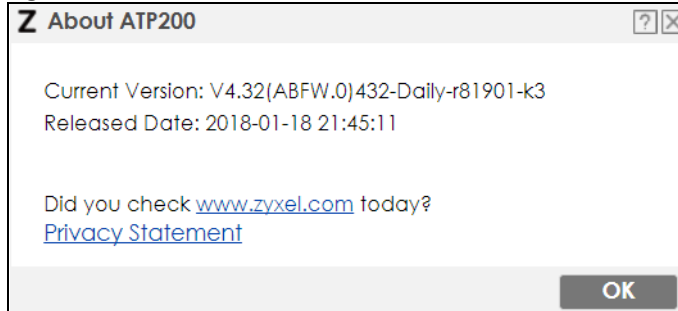 Z About ATP200
Current Version: V4.32(ABFW.0)432-Daily-r81901-k3
Released Date: 2018-01-18 21:45:11
Did you check www.zyxel.com today?
Privacy Statement
OK